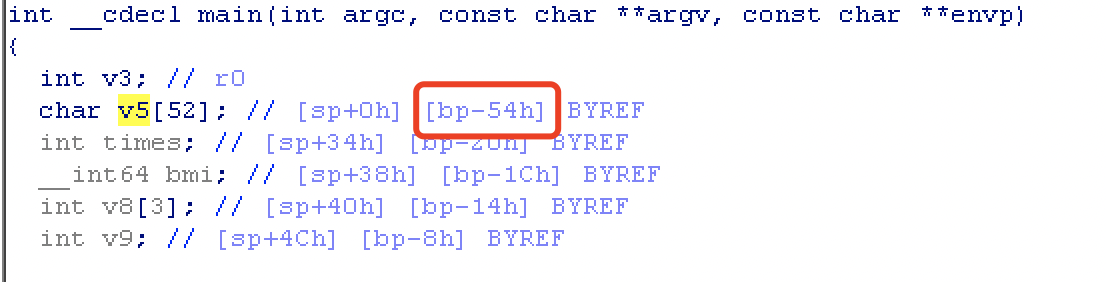 int __cdecl main(int argc, const char **argv, const char **envp)
{
int v3; // r0
char v5[52]; // [sp+0h] [bp-54h] BYREF
int times; // [sp+34h] [bp-20h] BYREF
__int64 bmi; // [sp+38h] [bp-1Ch] BYREF
int v8[3]; // [sp+40h] [bp-14h] BYREF
int v9; // [sp+4Ch] [bp-8h] BYREF